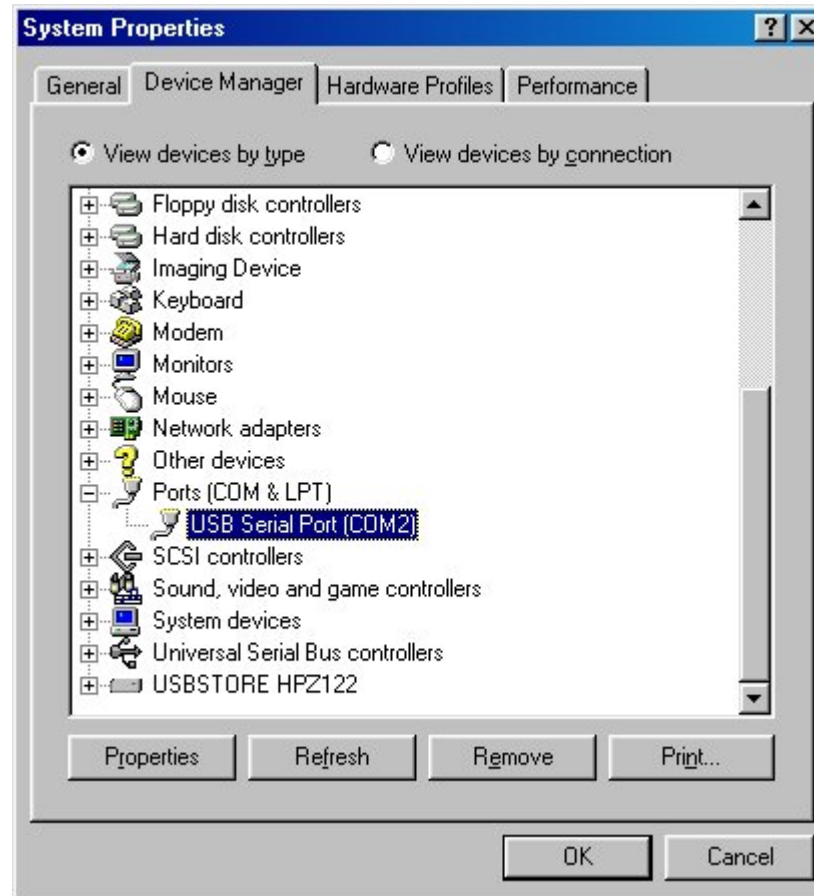 System Properties
General
Device Manager
Hardware Profiles
Performance
View devices by type
View devices by connection
Floppy disk controllers
Hard disk controllers
Imaging Device
Keyboard
Modem
Monitors
Mouse
Network adapters
Other devices
Ports (COM & LPT)
USB Serial Port (COM2)
SCSI controllers
Sound, video and game controllers
System devices
Universal Serial Bus controllers
USBSTORE HPZ122
Properties
Refresh
Remove
Print...
OK
Cancel